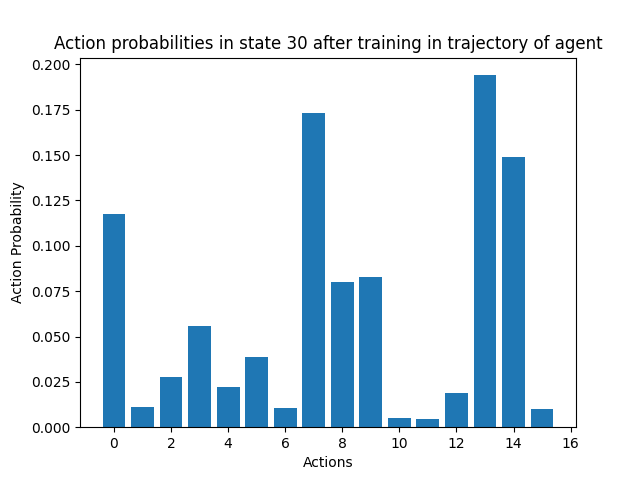 Action probabilities in state 30 after training in trajectory of agent
0.200
0.175
0.150
0.125
0.100
0.075
0.050
0.025
0.000
Action Probability
0 2 4 6 8 10 12 14 16
Actions